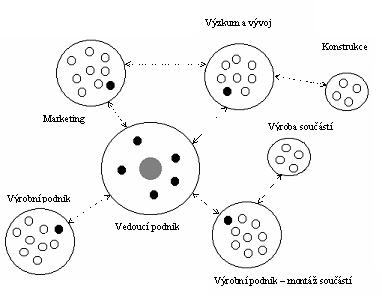 Výzkum a vývoj
Konstrukce
Marketing
Výroba součástí
Výrobní podnik
Vedoucí podnik
Výrobní podnik – montáž součástí